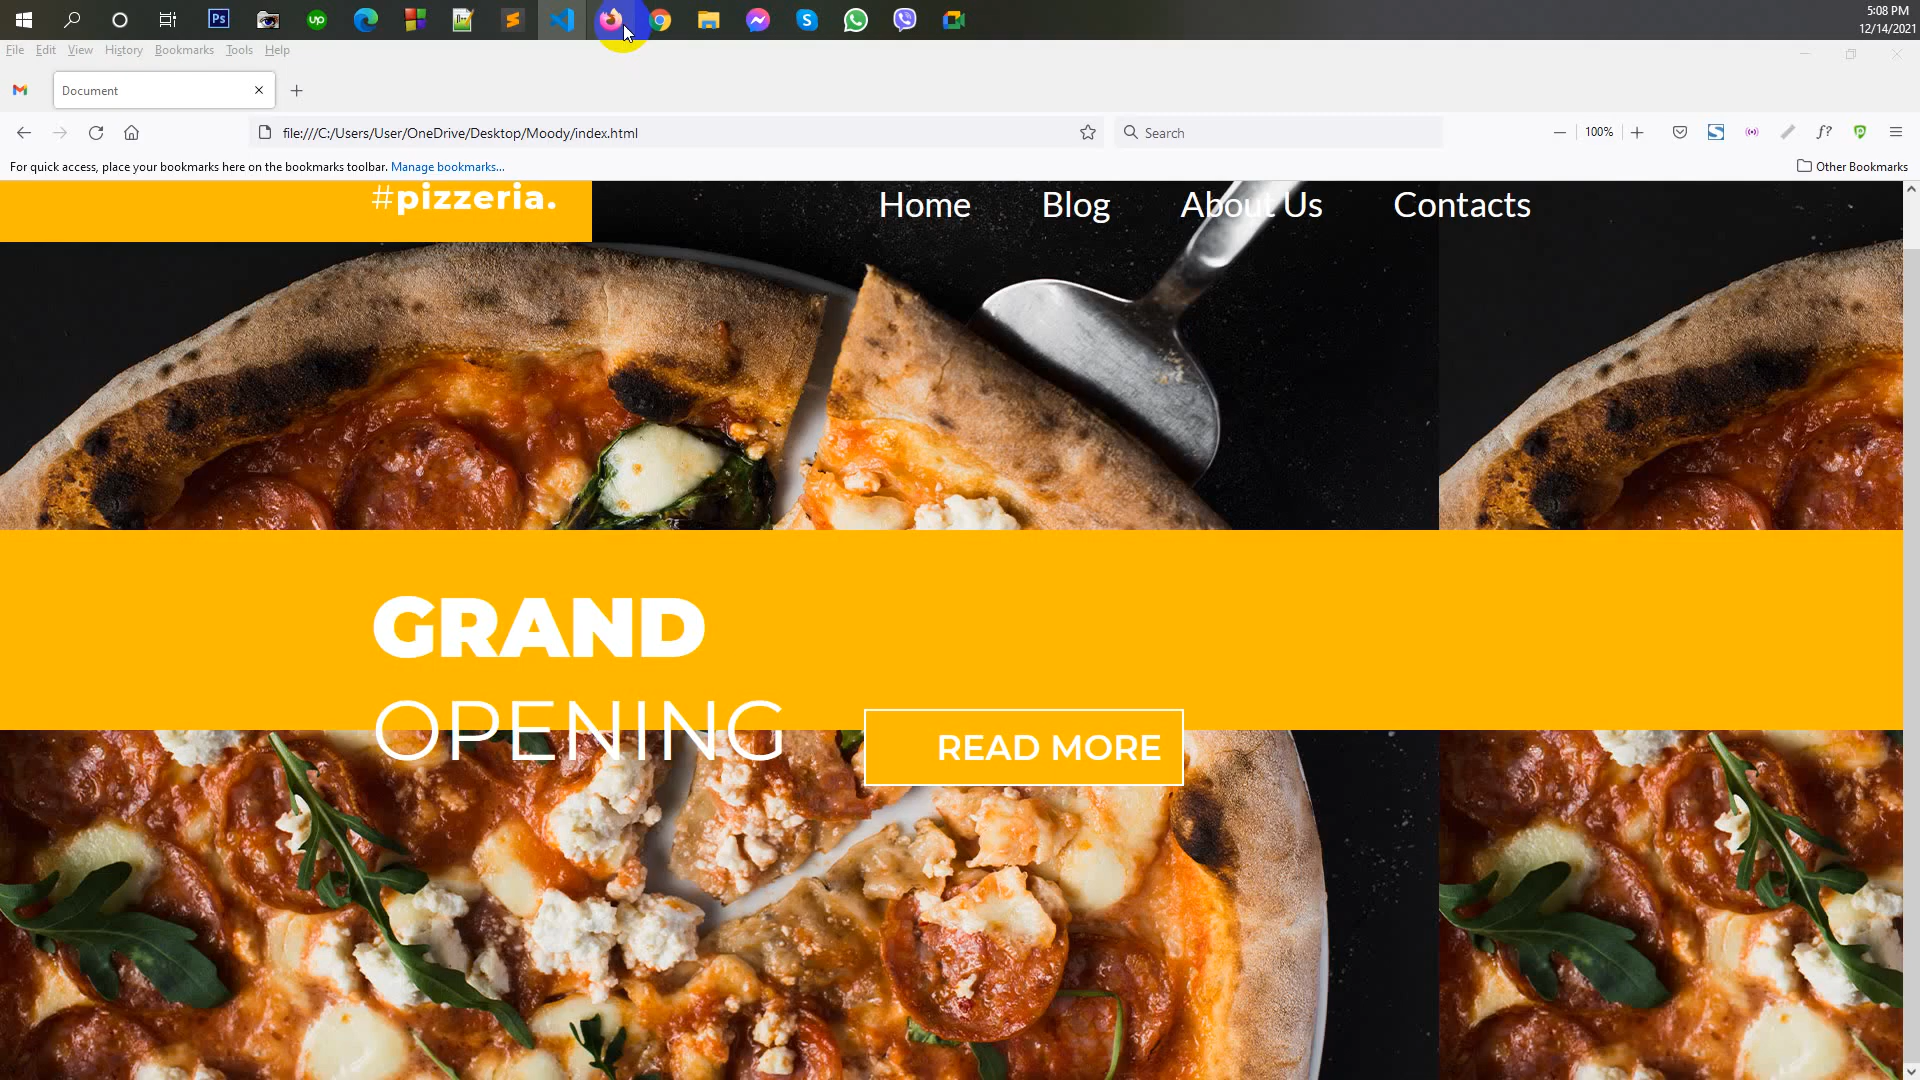 Ps
up
S
5:08 PM
12/14/2021
File Edit View History Bookmarks Tools Help
Document
file:///C:/Users/User/OneDrive/Desktop/Moody/index.html
Search
100%
S
f?
For quick access, place your bookmarks here on the bookmarks toolbar. Manage bookmarks...
Other Bookmarks
#pizzeria.
Home Blog About Us Contacts
GRAND
OPENING
READ MORE